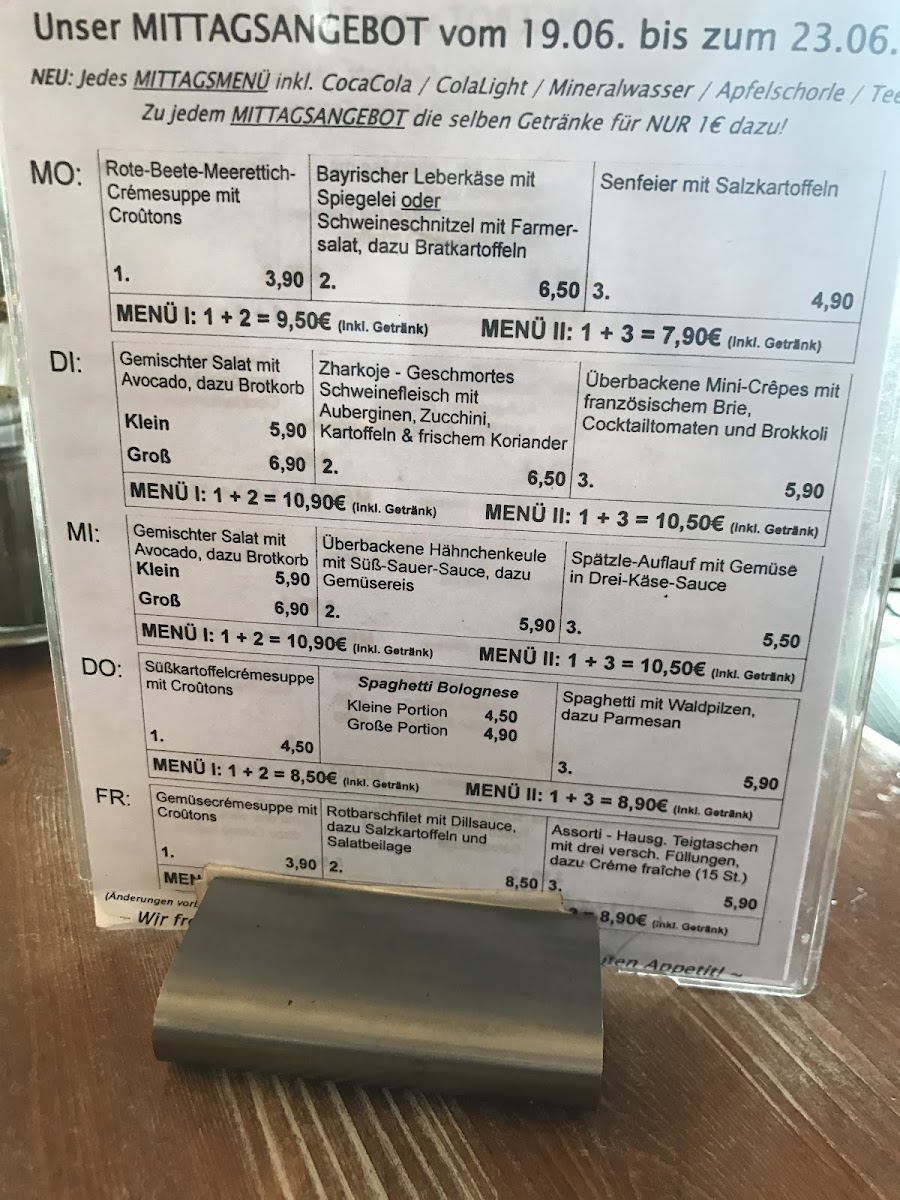 Unser MITTAGSANGEBOT vom 19.06. bis zum 23.06.
NEU: Jedes MITTAGSMENÜ inkl. CocaCola / ColaLight / Mineralwasser / Apfelschorle / Tee
Zu jedem MITTAGSANGEBOT die selben Getränke für NUR 1€ dazu!
MO:
Rote-Beete-Meerettich-
Crémesuppe mit
Croûtons
1. 3,90
Bayrischer Leberkäse mit
Spiegelei oder
Schweineschnitzel mit Farmer-
salat, dazu Bratkartoffeln
2. 6,50
Senfeier mit Salzkartoffeln
3. 4,90
MENÜ I: 1 + 2 = 9,50€ (Inkl. Getränk) MENÜ II: 1 + 3 = 7,90€ (Inkl. Getränk)
DI:
Gemischter Salat mit
Avocado, dazu Brotkorb
Klein 5,90
Groß 6,90
Zharkoje - Geschmortes
Schweinefleisch mit
Auberginen, Zucchini,
Kartoffeln & frischem Koriander
2. 6,50
Überbackene Mini-Crêpes mit
französischem Brie,
Cocktailtomaten und Brokkoli
3. 5,90
MENÜ I: 1 + 2 = 10,90€ (Inkl. Getränk) MENÜ II: 1 + 3 = 10,50€ (Inkl. Getränk)
MI:
Gemischter Salat mit
Avocado, dazu Brotkorb
Klein 5,90
Groß 6,90
Überbackene Hähnchenkeule
mit Süß-Sauer-Sauce, dazu
Gemüsereis
2. 5,90
Spätzle-Auflauf mit Gemüse
in Drei-Käse-Sauce
3. 5,50
MENÜ I: 1 + 2 = 10,90€ (Inkl. Getränk) MENÜ II: 1 + 3 = 10,50€ (Inkl. Getränk)
DO:
Süßkartoffelcrémesuppe
mit Croûtons
1. 4,50
Spaghetti Bolognese
Kleine Portion 4,50
Große Portion 4,90
Spaghetti mit Waldpilzen,
dazu Parmesan
3. 5,90
MENÜ I: 1 + 2 = 8,50€ (Inkl. Getränk) MENÜ II: 1 + 3 = 8,90€ (Inkl. Getränk)
FR:
Gemüsecrémesuppe mit
Croûtons
1. 3,90
Rotbarschfilet mit Dillsauce,
dazu Salzkartoffeln und
Salatbeilage
2. 8,50
Assorti - Hausg. Teigtaschen
mit drei versch. Füllungen,
dazu Créme fraîche (15 St.)
3. 5,90
= 8,90€ (inkl. Getränk)
(Änderungen
~ Wir
Appetit! ~